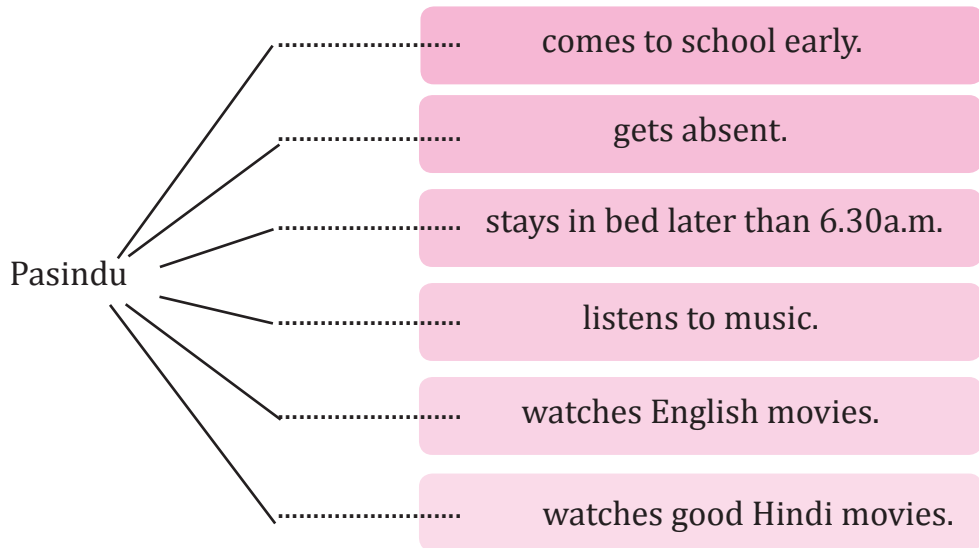 comes to school early.
gets absent.
stays in bed later than 6.30a.m.
Pasindu
listens to music.
watches English movies.
watches good Hindi movies.